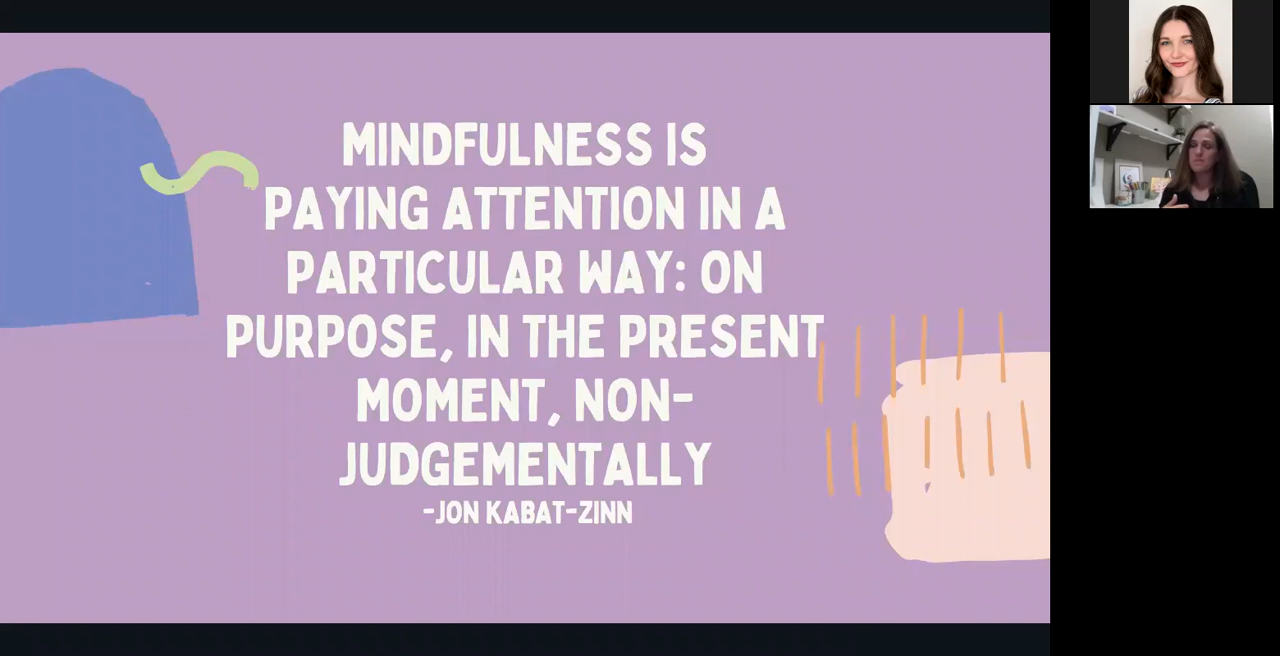 MINDFULNESS IS
PAYING ATTENTION IN A
PARTICULAR WAY: ON
PURPOSE, IN THE PRESENT
MOMENT, NON-
JUDGEMENTALLY
-JON KABAT-ZINN